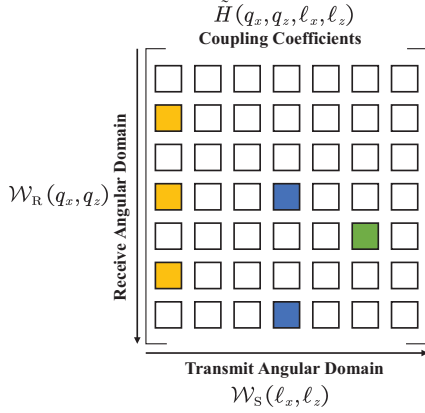 H̃(q_x, q_z, ℓ_x, ℓ_z)
Coupling Coefficients
Receive Angular Domain
𝒲_R(q_x, q_z)
Transmit Angular Domain
𝒲_S(ℓ_x, ℓ_z)